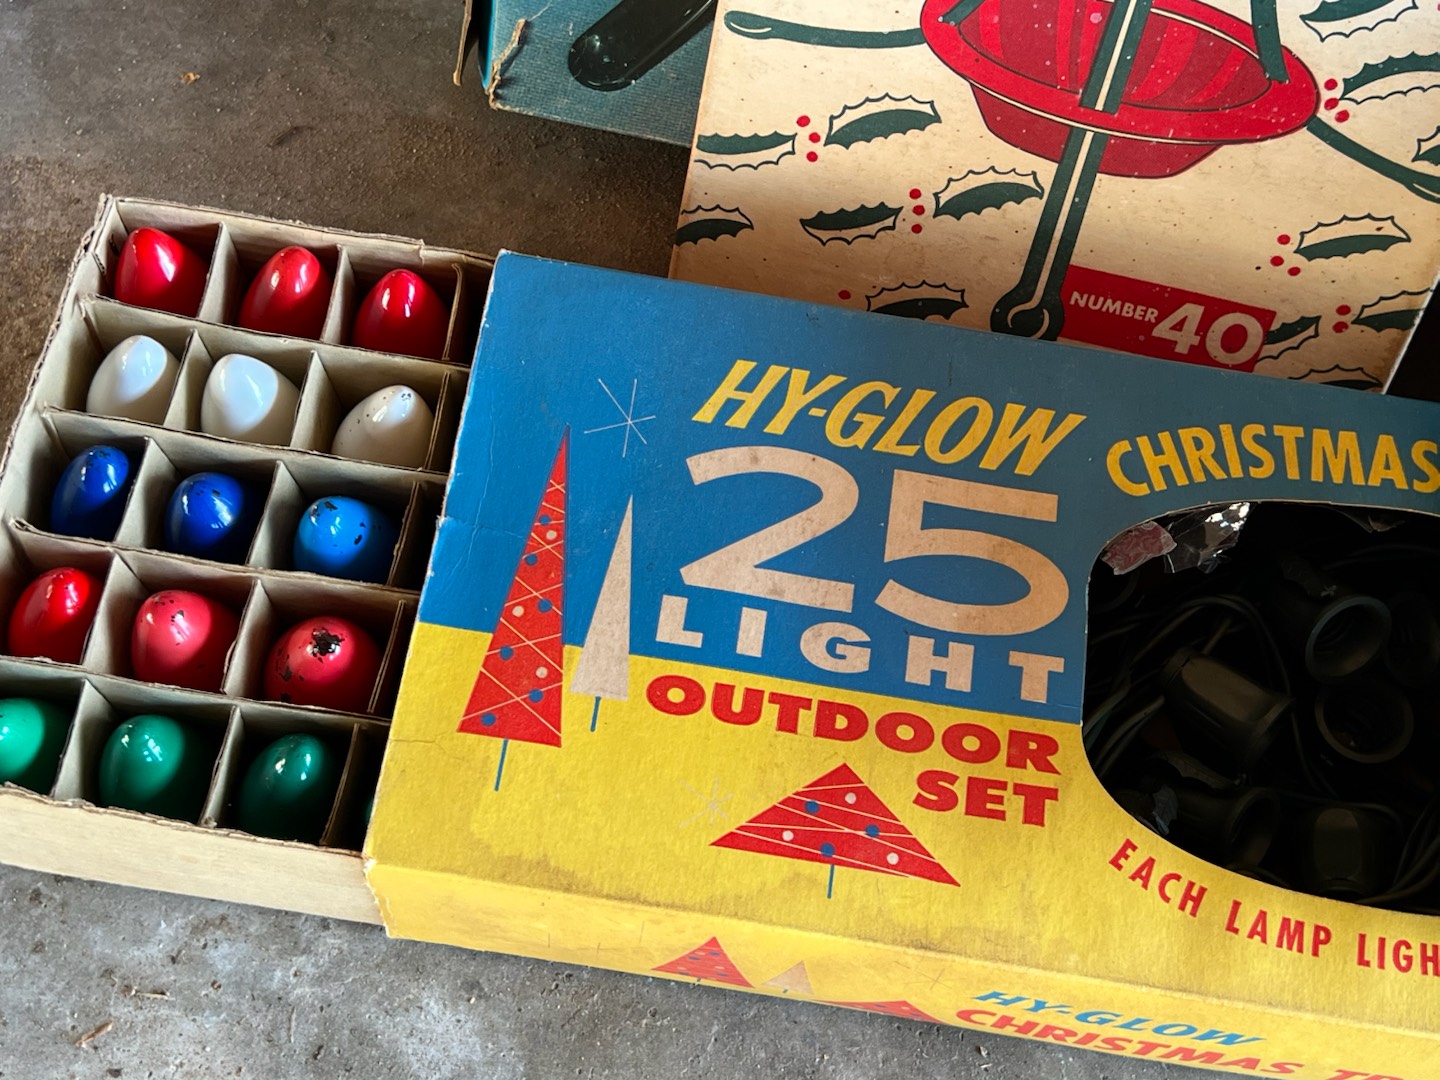 NUMBER 40
HY-GLOW CHRISTMAS
25
LIGHT
OUTDOOR
SET
EACH LAMP LIGH
HY-GLOW
CHRISTMAS